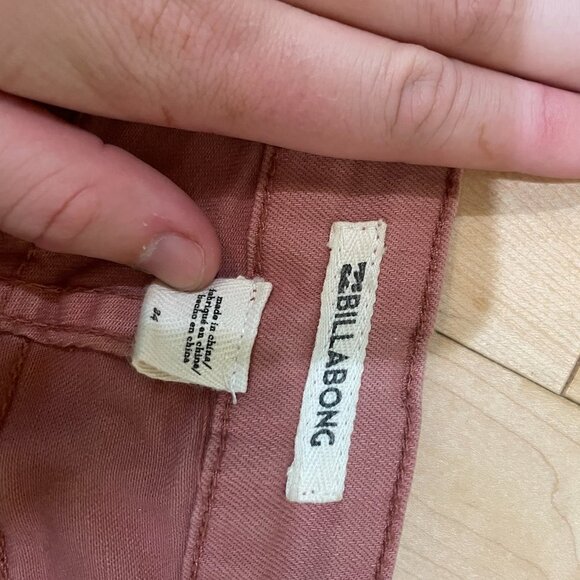 24
made in china/
fabriqué en chine/
hecho en china
BILLABONG